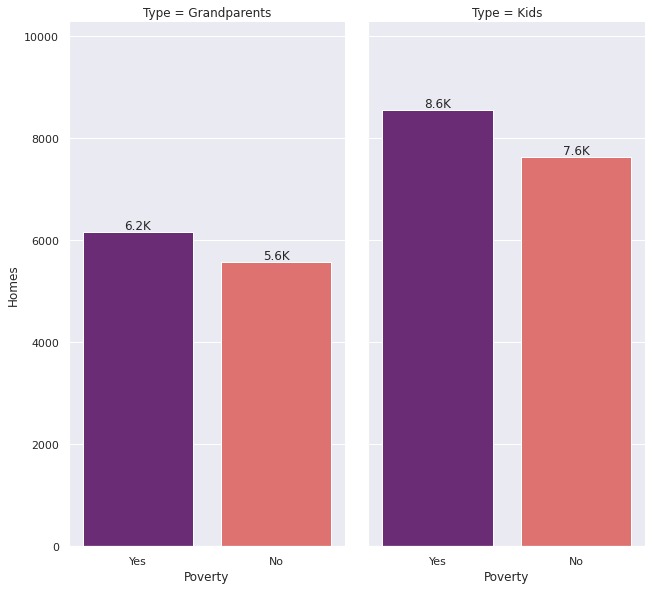 Type = Grandparents
Type = Kids
10000
8000
6000
4000
2000
0
Homes
6.2K
5.6K
8.6K
7.6K
Yes
No
Yes
No
Poverty
Poverty